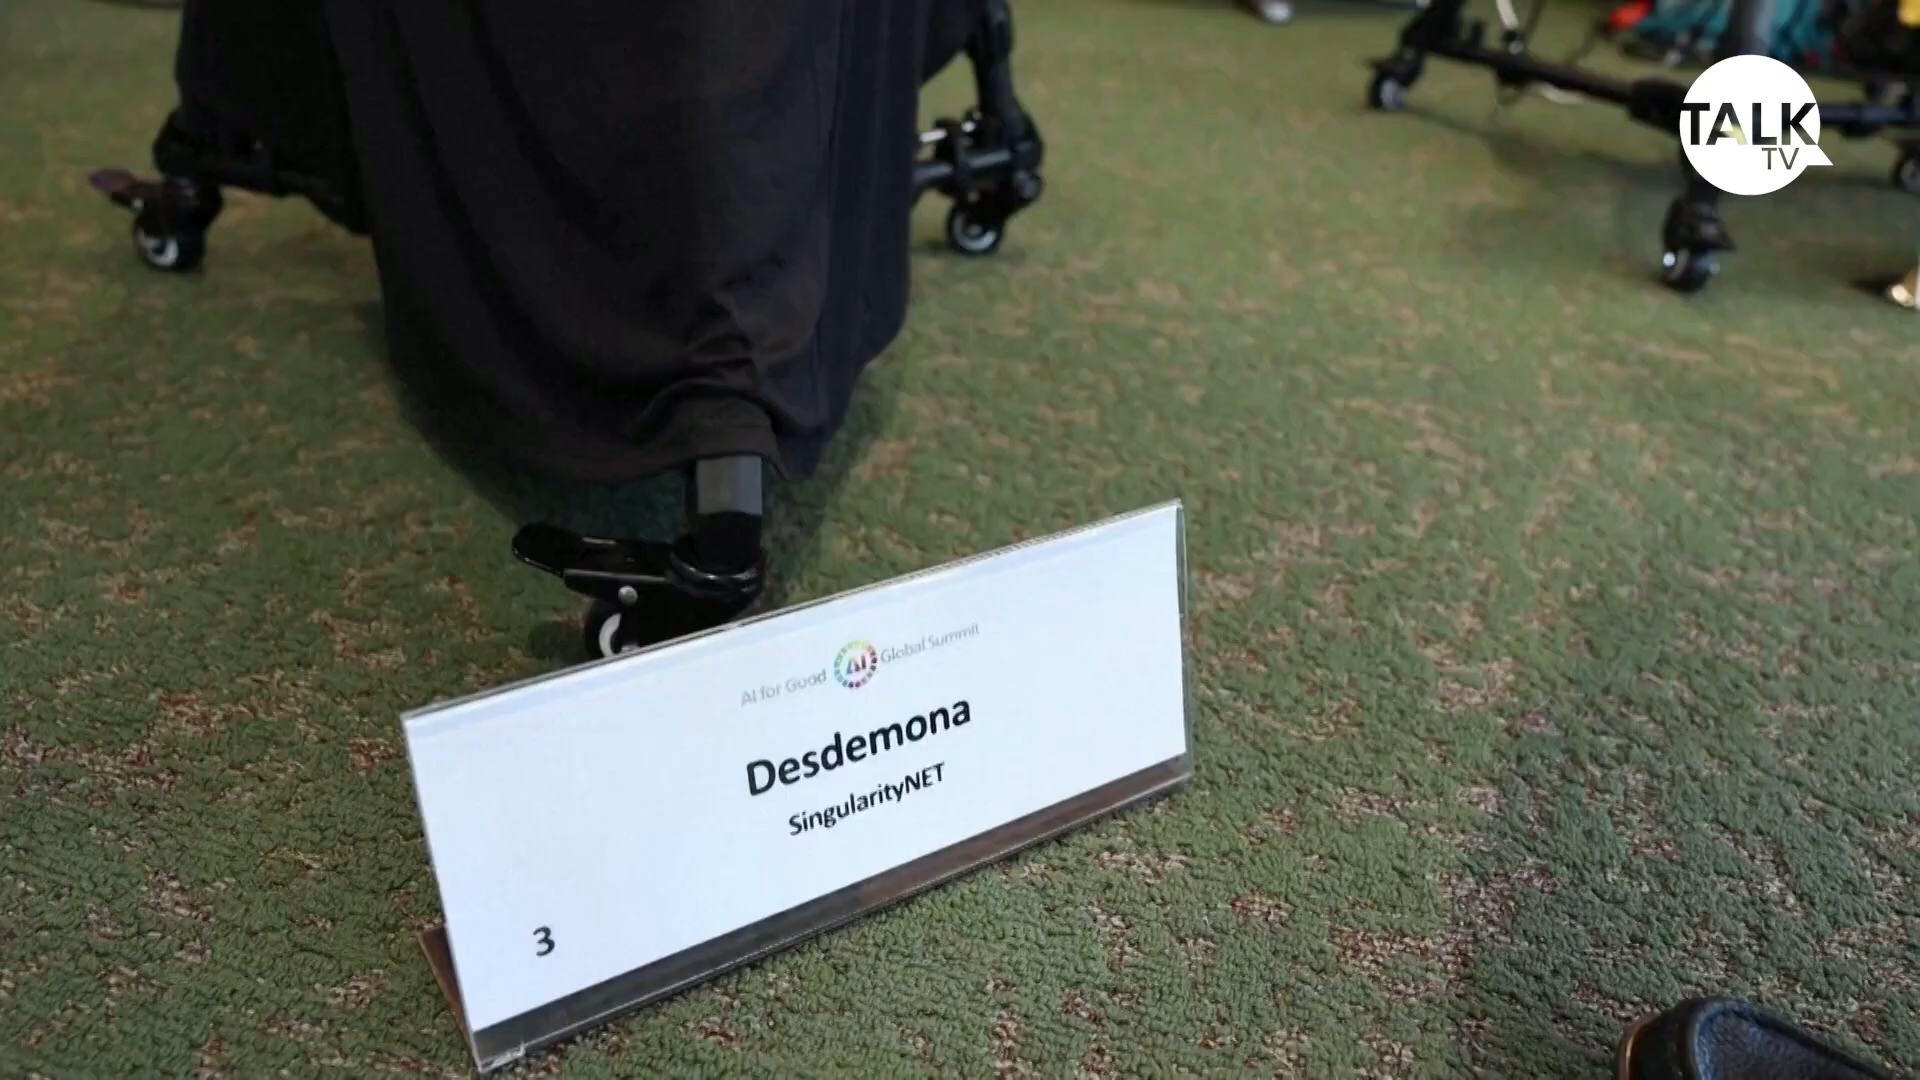 TALK
TV
AI for Good AI Global Summit
Desdemona
SingularityNET
3